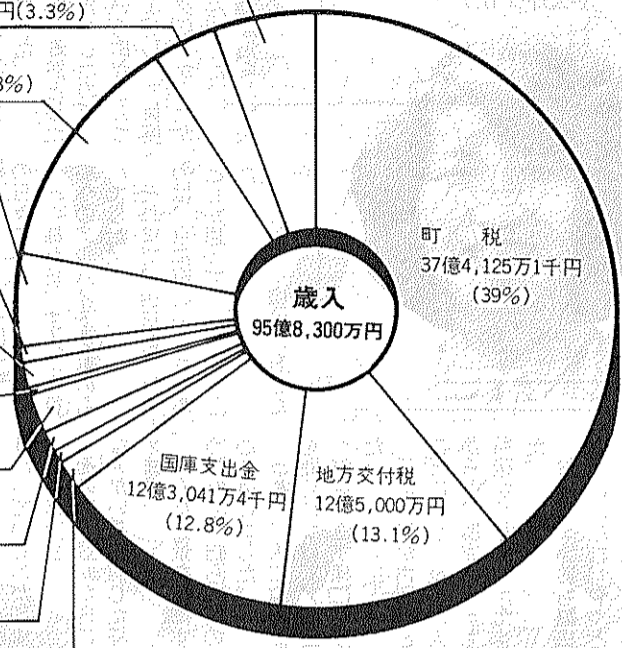 円(3.3%)
8%)
町 税
37億4,125万1千円
(39%)
歳入
95億8,300万円
国庫支出金
12億3,041万4千円
(12.8%)
地方交付税
12億5,000万円
(13.1%)